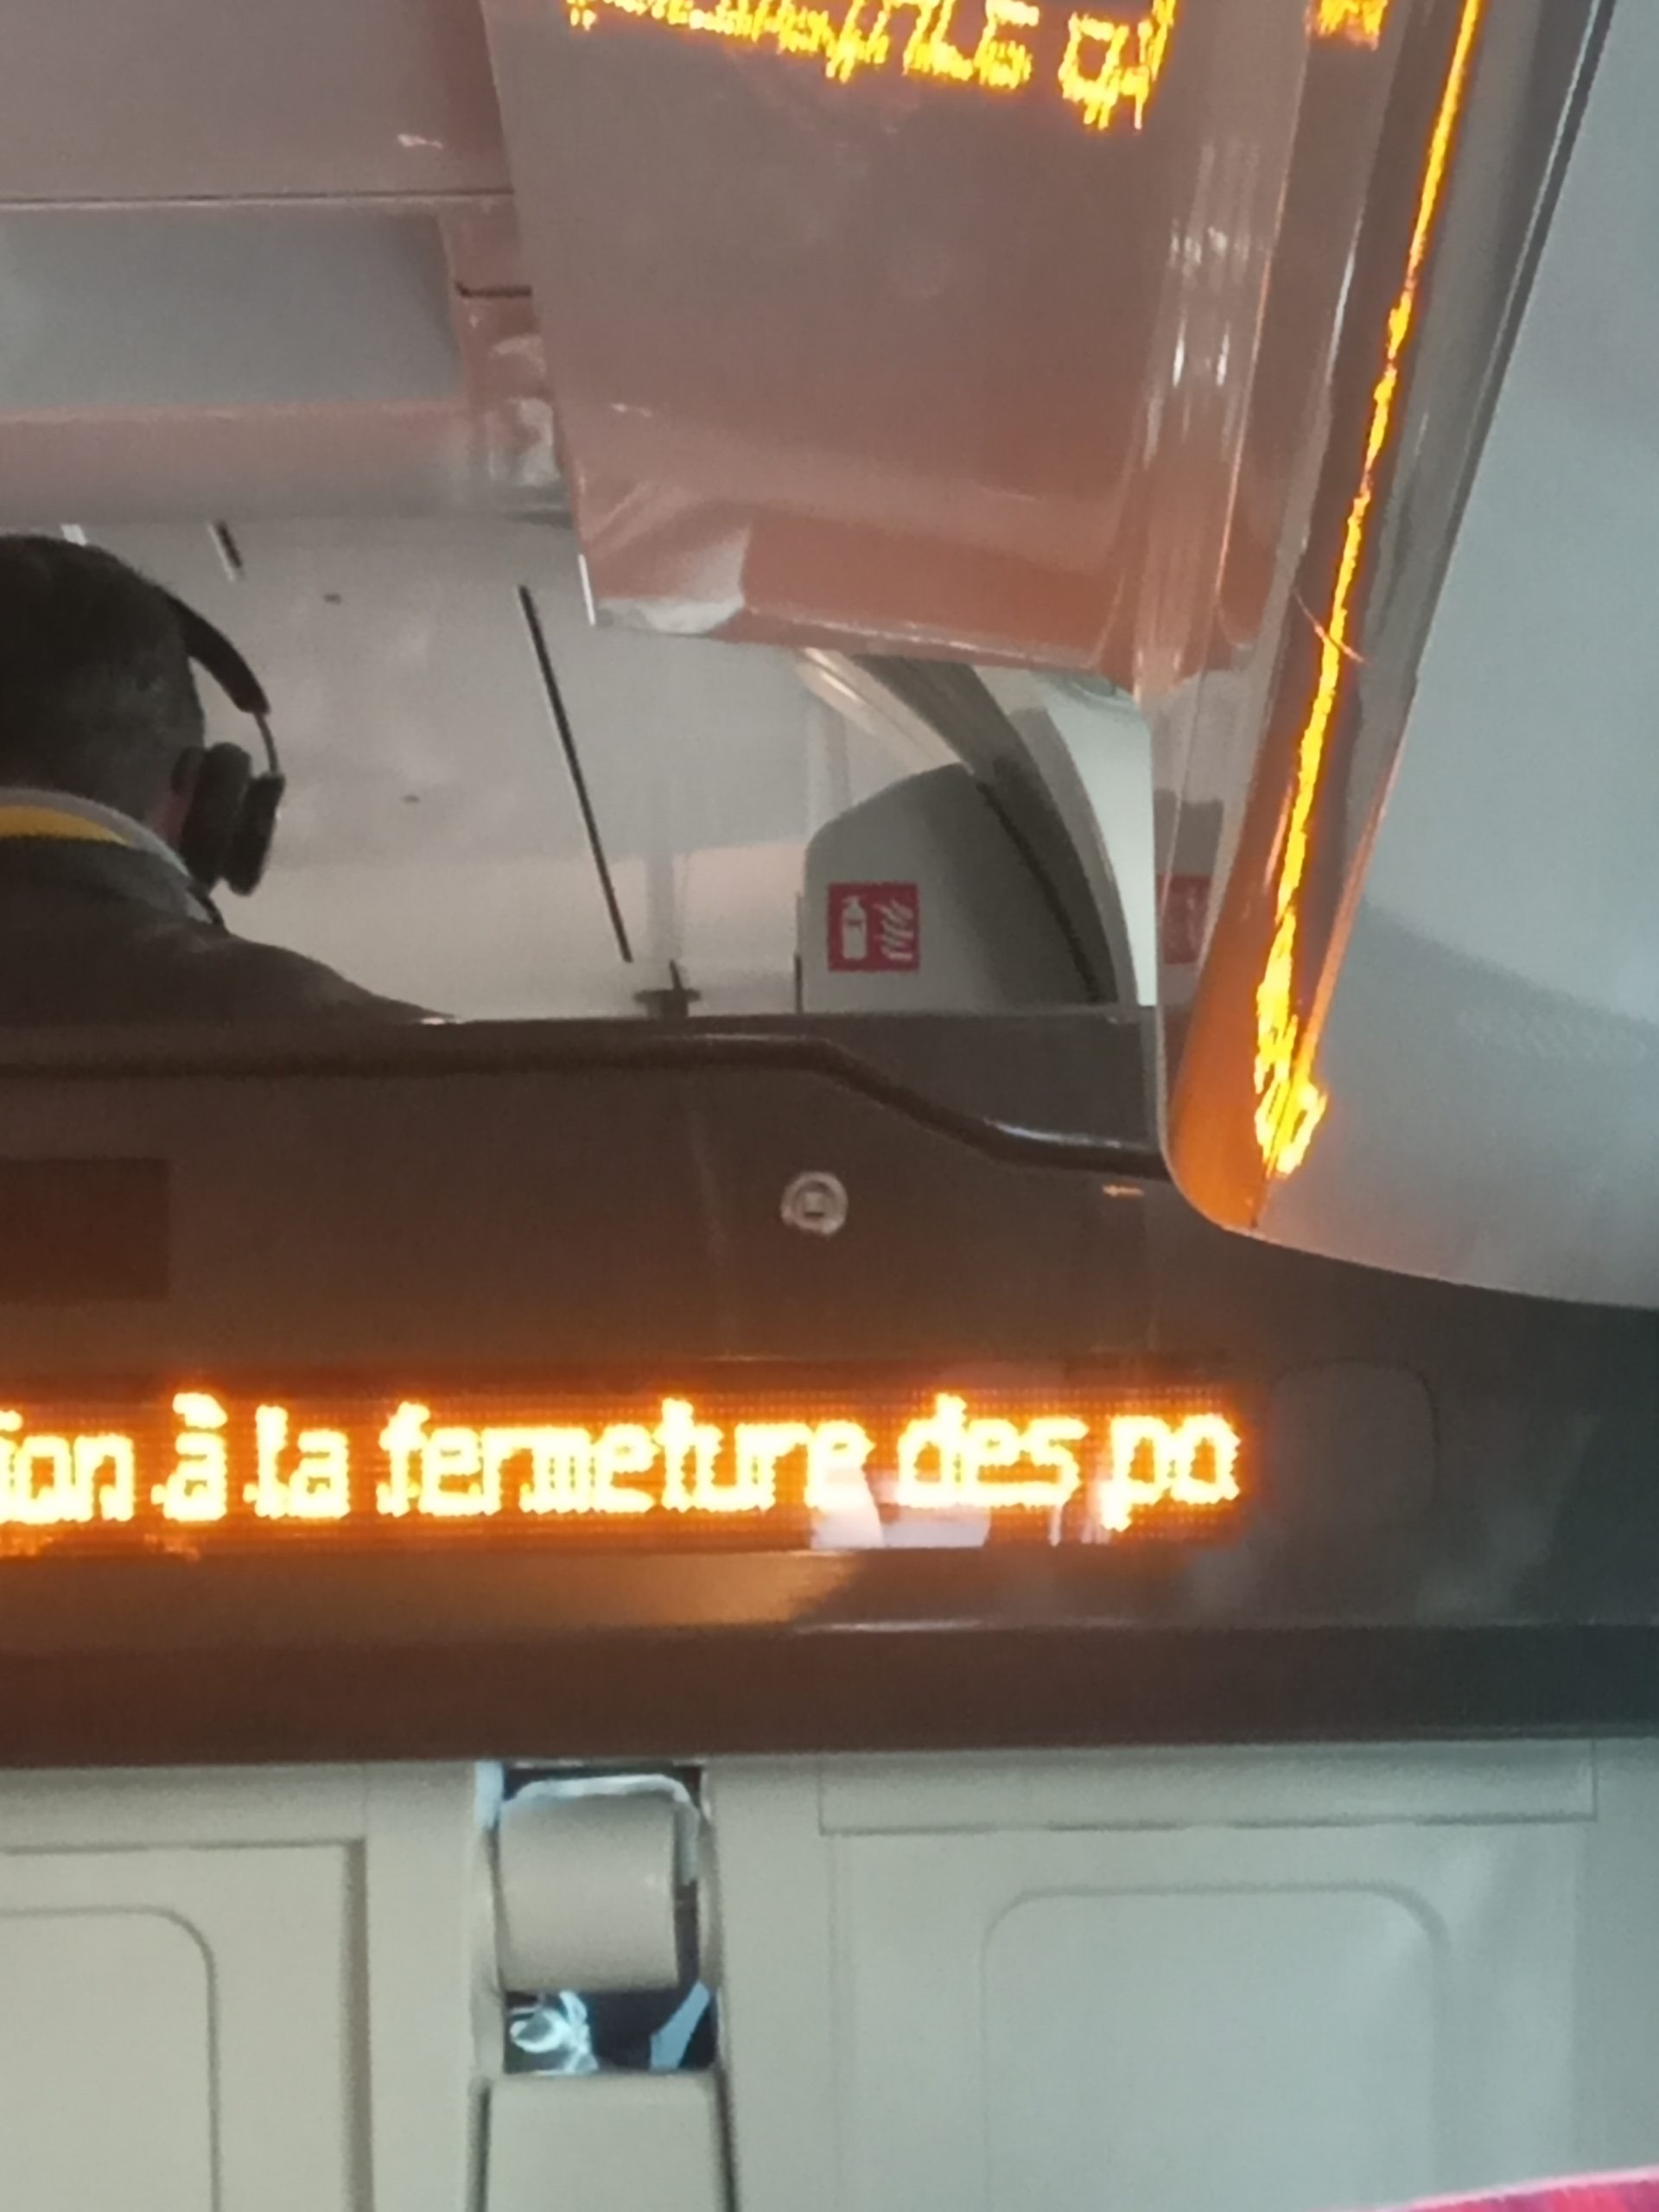 ion à la fermeture des po